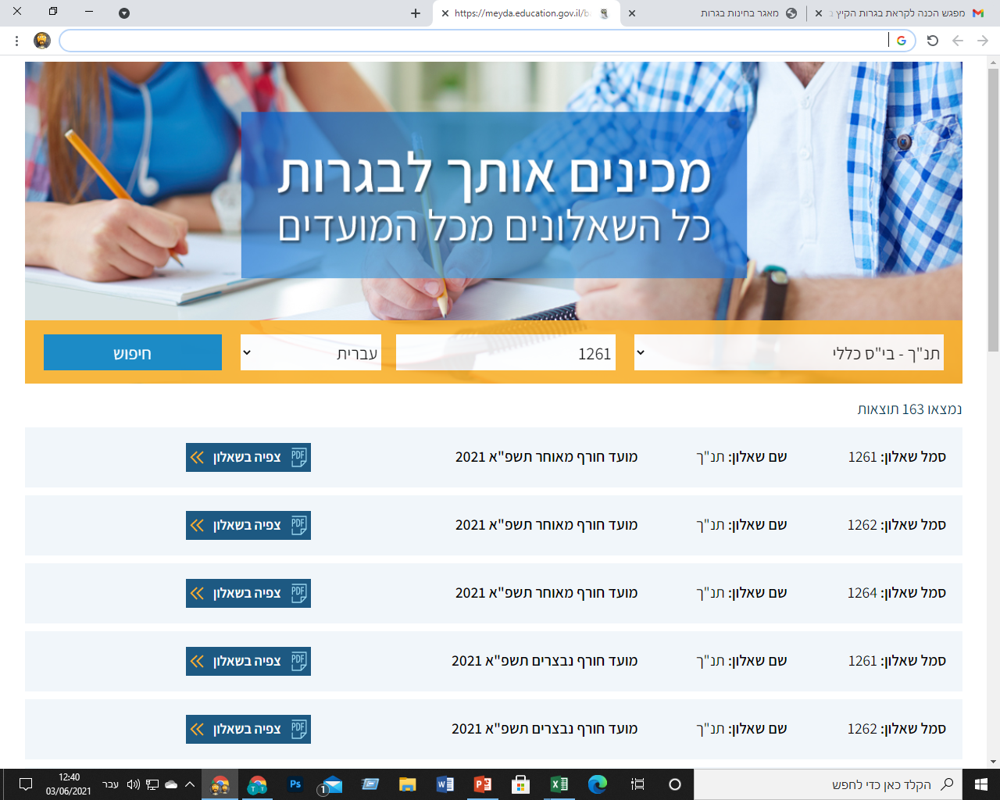 מפגש הכנה לקראת בגרות הקיץ ב
מאגר בחינות בגרות
https://meyda.education.gov.il/b
מכינים אותך לבגרות
כל השאלונים מכל המועדים
תנ"ך - בי"ס כללי
1261
עברית
חיפוש
נמצאו 163 תוצאות
סמל שאלון: 1261 שם שאלון: תנ"ך מועד חורף מאוחר תשפ"א 2021 PDF צפיה בשאלון
סמל שאלון: 1262 שם שאלון: תנ"ך מועד חורף מאוחר תשפ"א 2021 PDF צפיה בשאלון
סמל שאלון: 1264 שם שאלון: תנ"ך מועד חורף מאוחר תשפ"א 2021 PDF צפיה בשאלון
סמל שאלון: 1261 שם שאלון: תנ"ך מועד חורף נבצרים תשפ"א 2021 PDF צפיה בשאלון
סמל שאלון: 1262 שם שאלון: תנ"ך מועד חורף נבצרים תשפ"א 2021 PDF צפיה בשאלון
הקלד כאן כדי לחפש
1
Ps
T T
עבר
12:40
03/06/2021